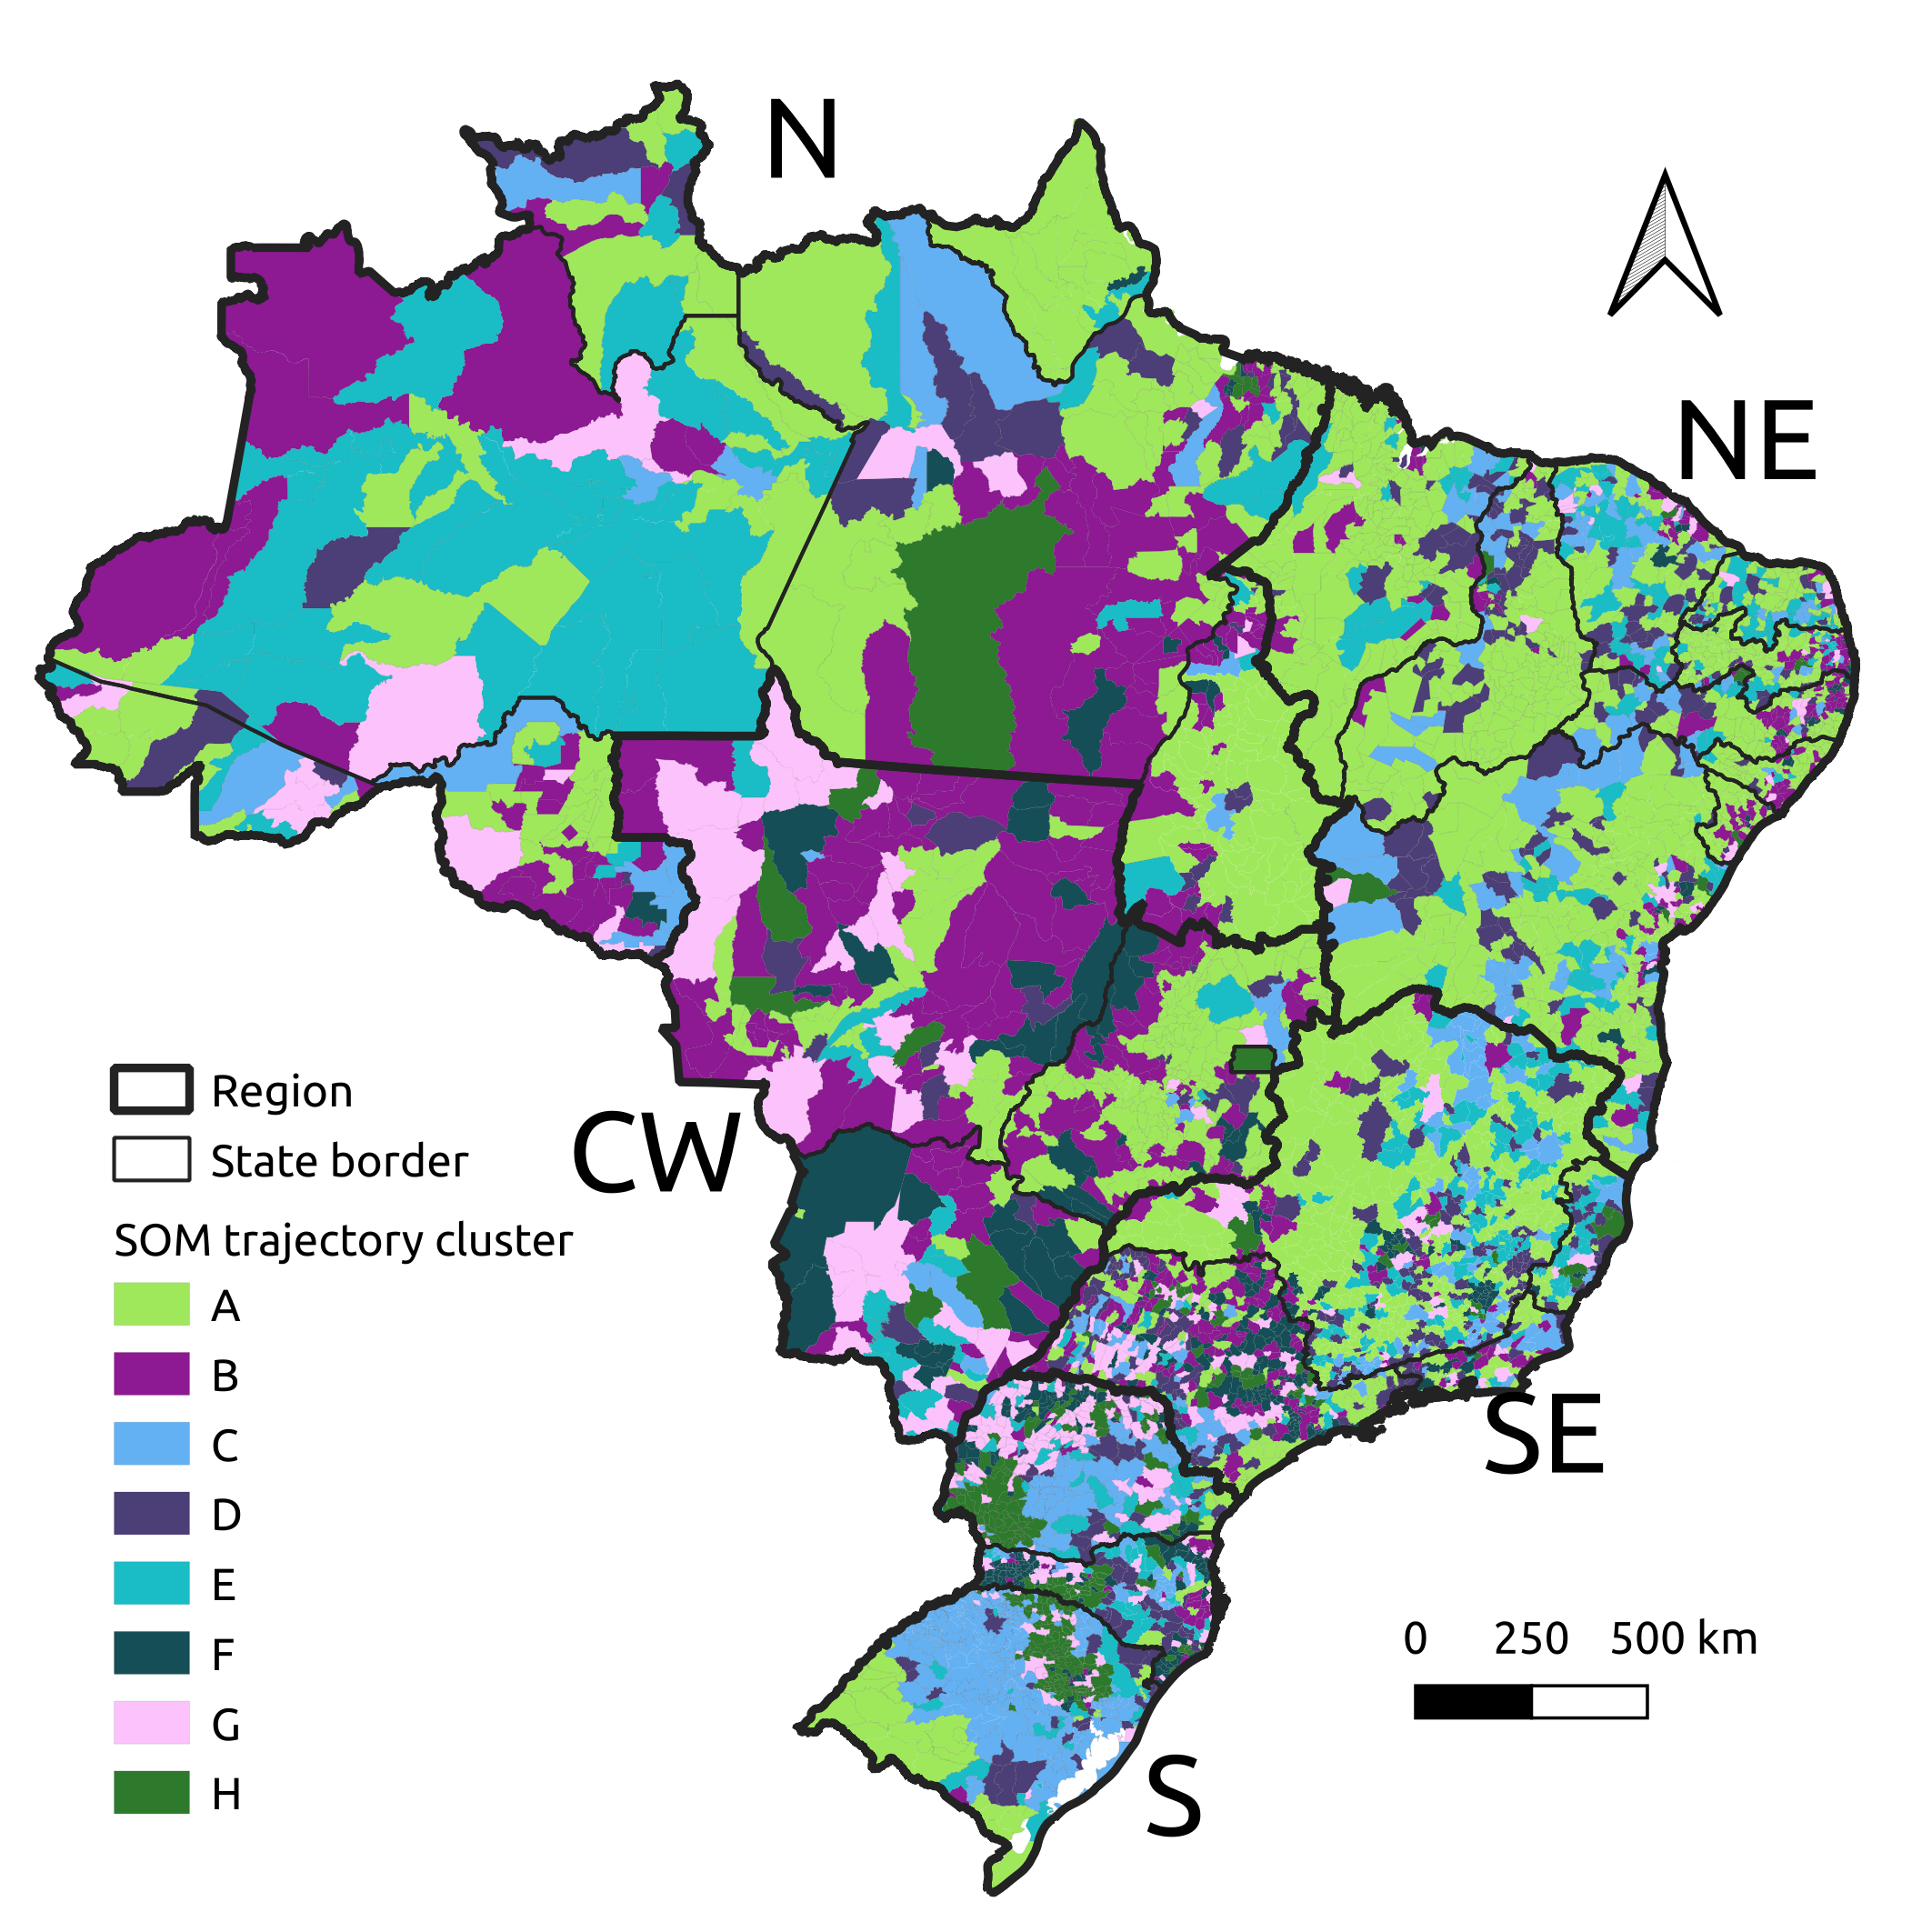 N
NE
CW
SE
S
Region
State border
SOM trajectory cluster
A
B
C
D
E
F
G
H
0 250 500 km